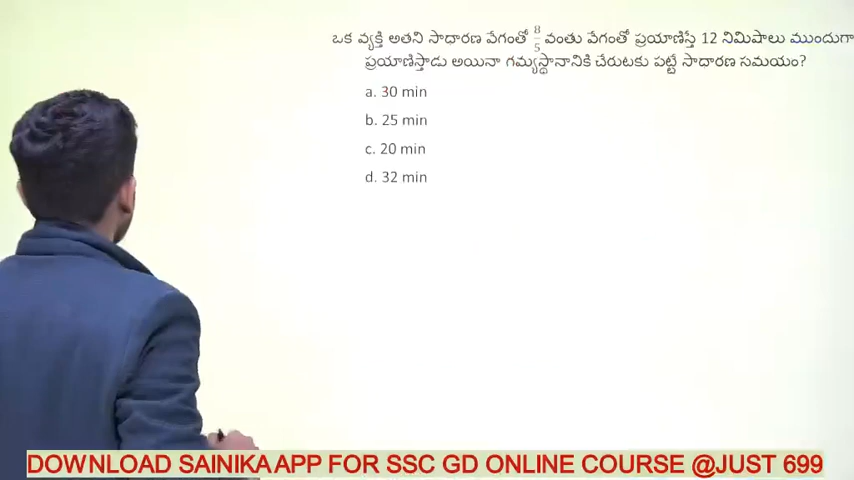 ఒక వ్యక్తి అతని సాదారణ వేగంతో 8/5 వంతు వేగంతో ప్రయాణిస్తే 12 నిమిషాలు ముందుగా
ప్రయాణిస్తాడు అయినా గమ్యస్థానానికి చేరుటకు పట్టే సాదారణ సమయం?
a. 30 min
b. 25 min
c. 20 min
d. 32 min
DOWNLOAD SAINIKA APP FOR SSC GD ONLINE COURSE @JUST 699